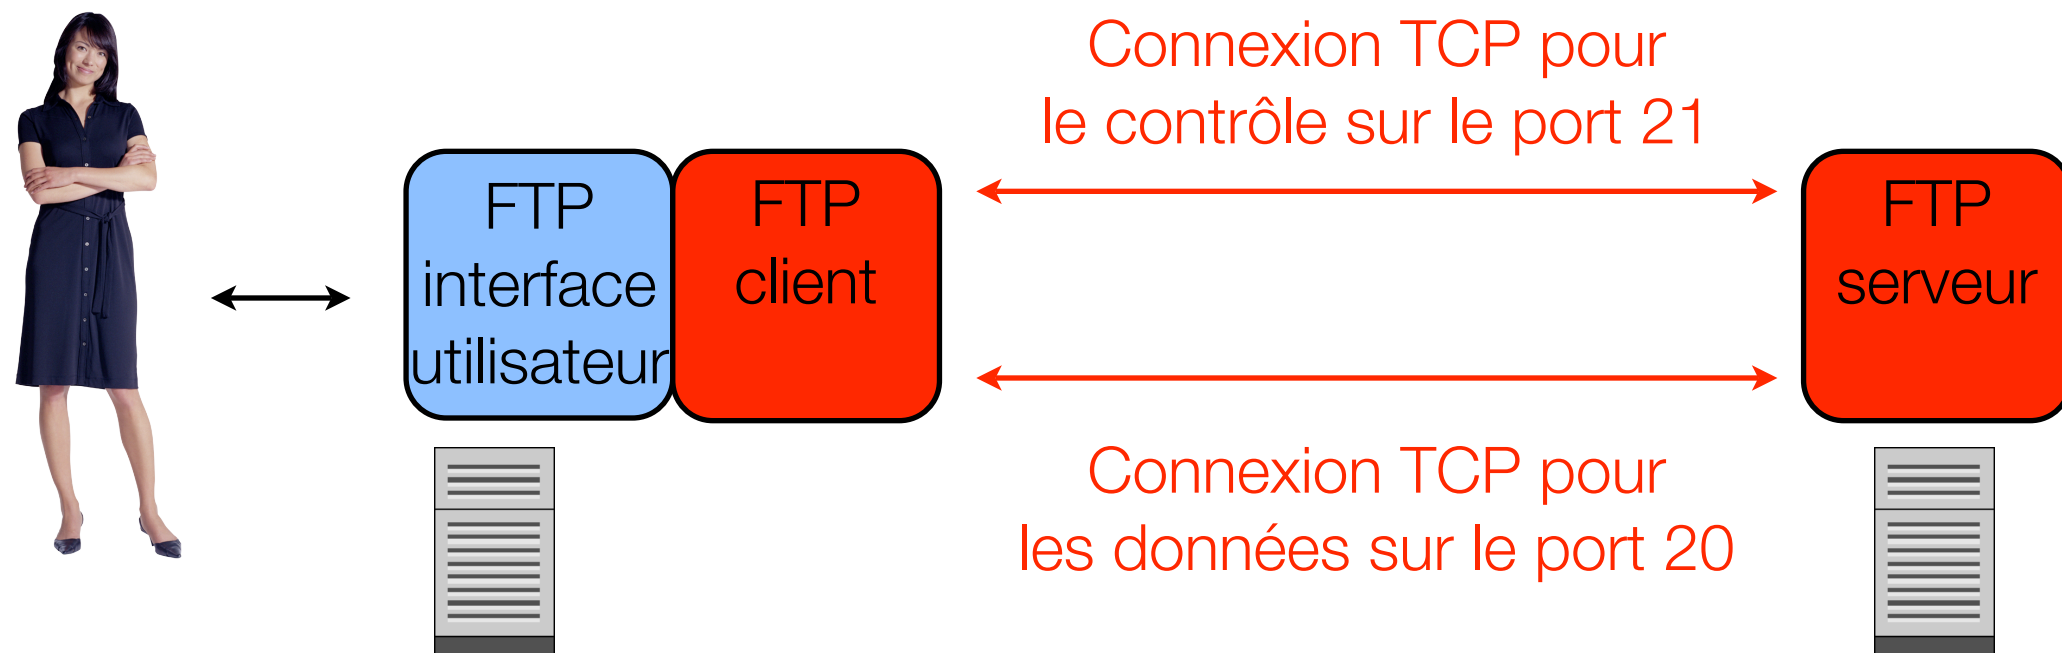 Connexion TCP pour
le contrôle sur le port 21
FTP
interface
utilisateur
FTP
client
FTP
serveur
Connexion TCP pour
les données sur le port 20